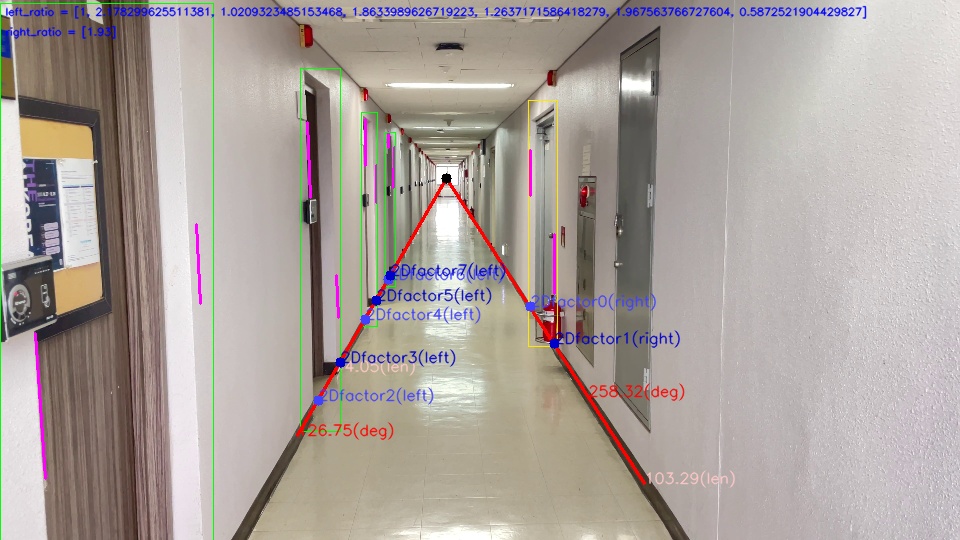 left_ratio = [1, 2.178299625511381, 1.0209323485153468, 1.8633989626719223, 1.2637171586418279, 1.967563766727604, 0.5872521904429827]
right_ratio = [1.93]
2Dfactor7(left)
2Dfactor5(left)
2Dfactor0(right)
2Dfactor4(left)
2Dfactor1(right)
2Dfactor3(left)
4.05(len)
2Dfactor2(left)
258.32(deg)
-26.75(deg)
103.29(len)